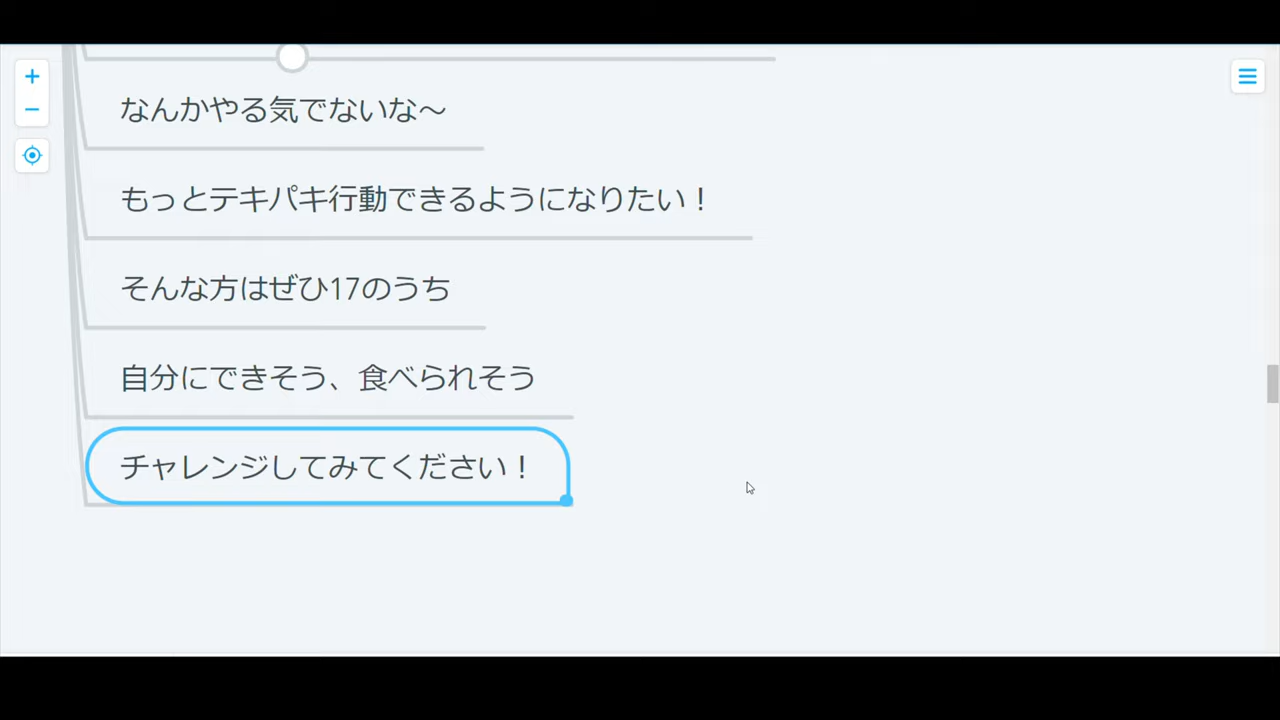 なんかやる気でないな～
もっとテキパキ行動できるようになりたい！
そんな方はぜひ17のうち
自分にできそう、食べられそう
チャレンジしてみてください！